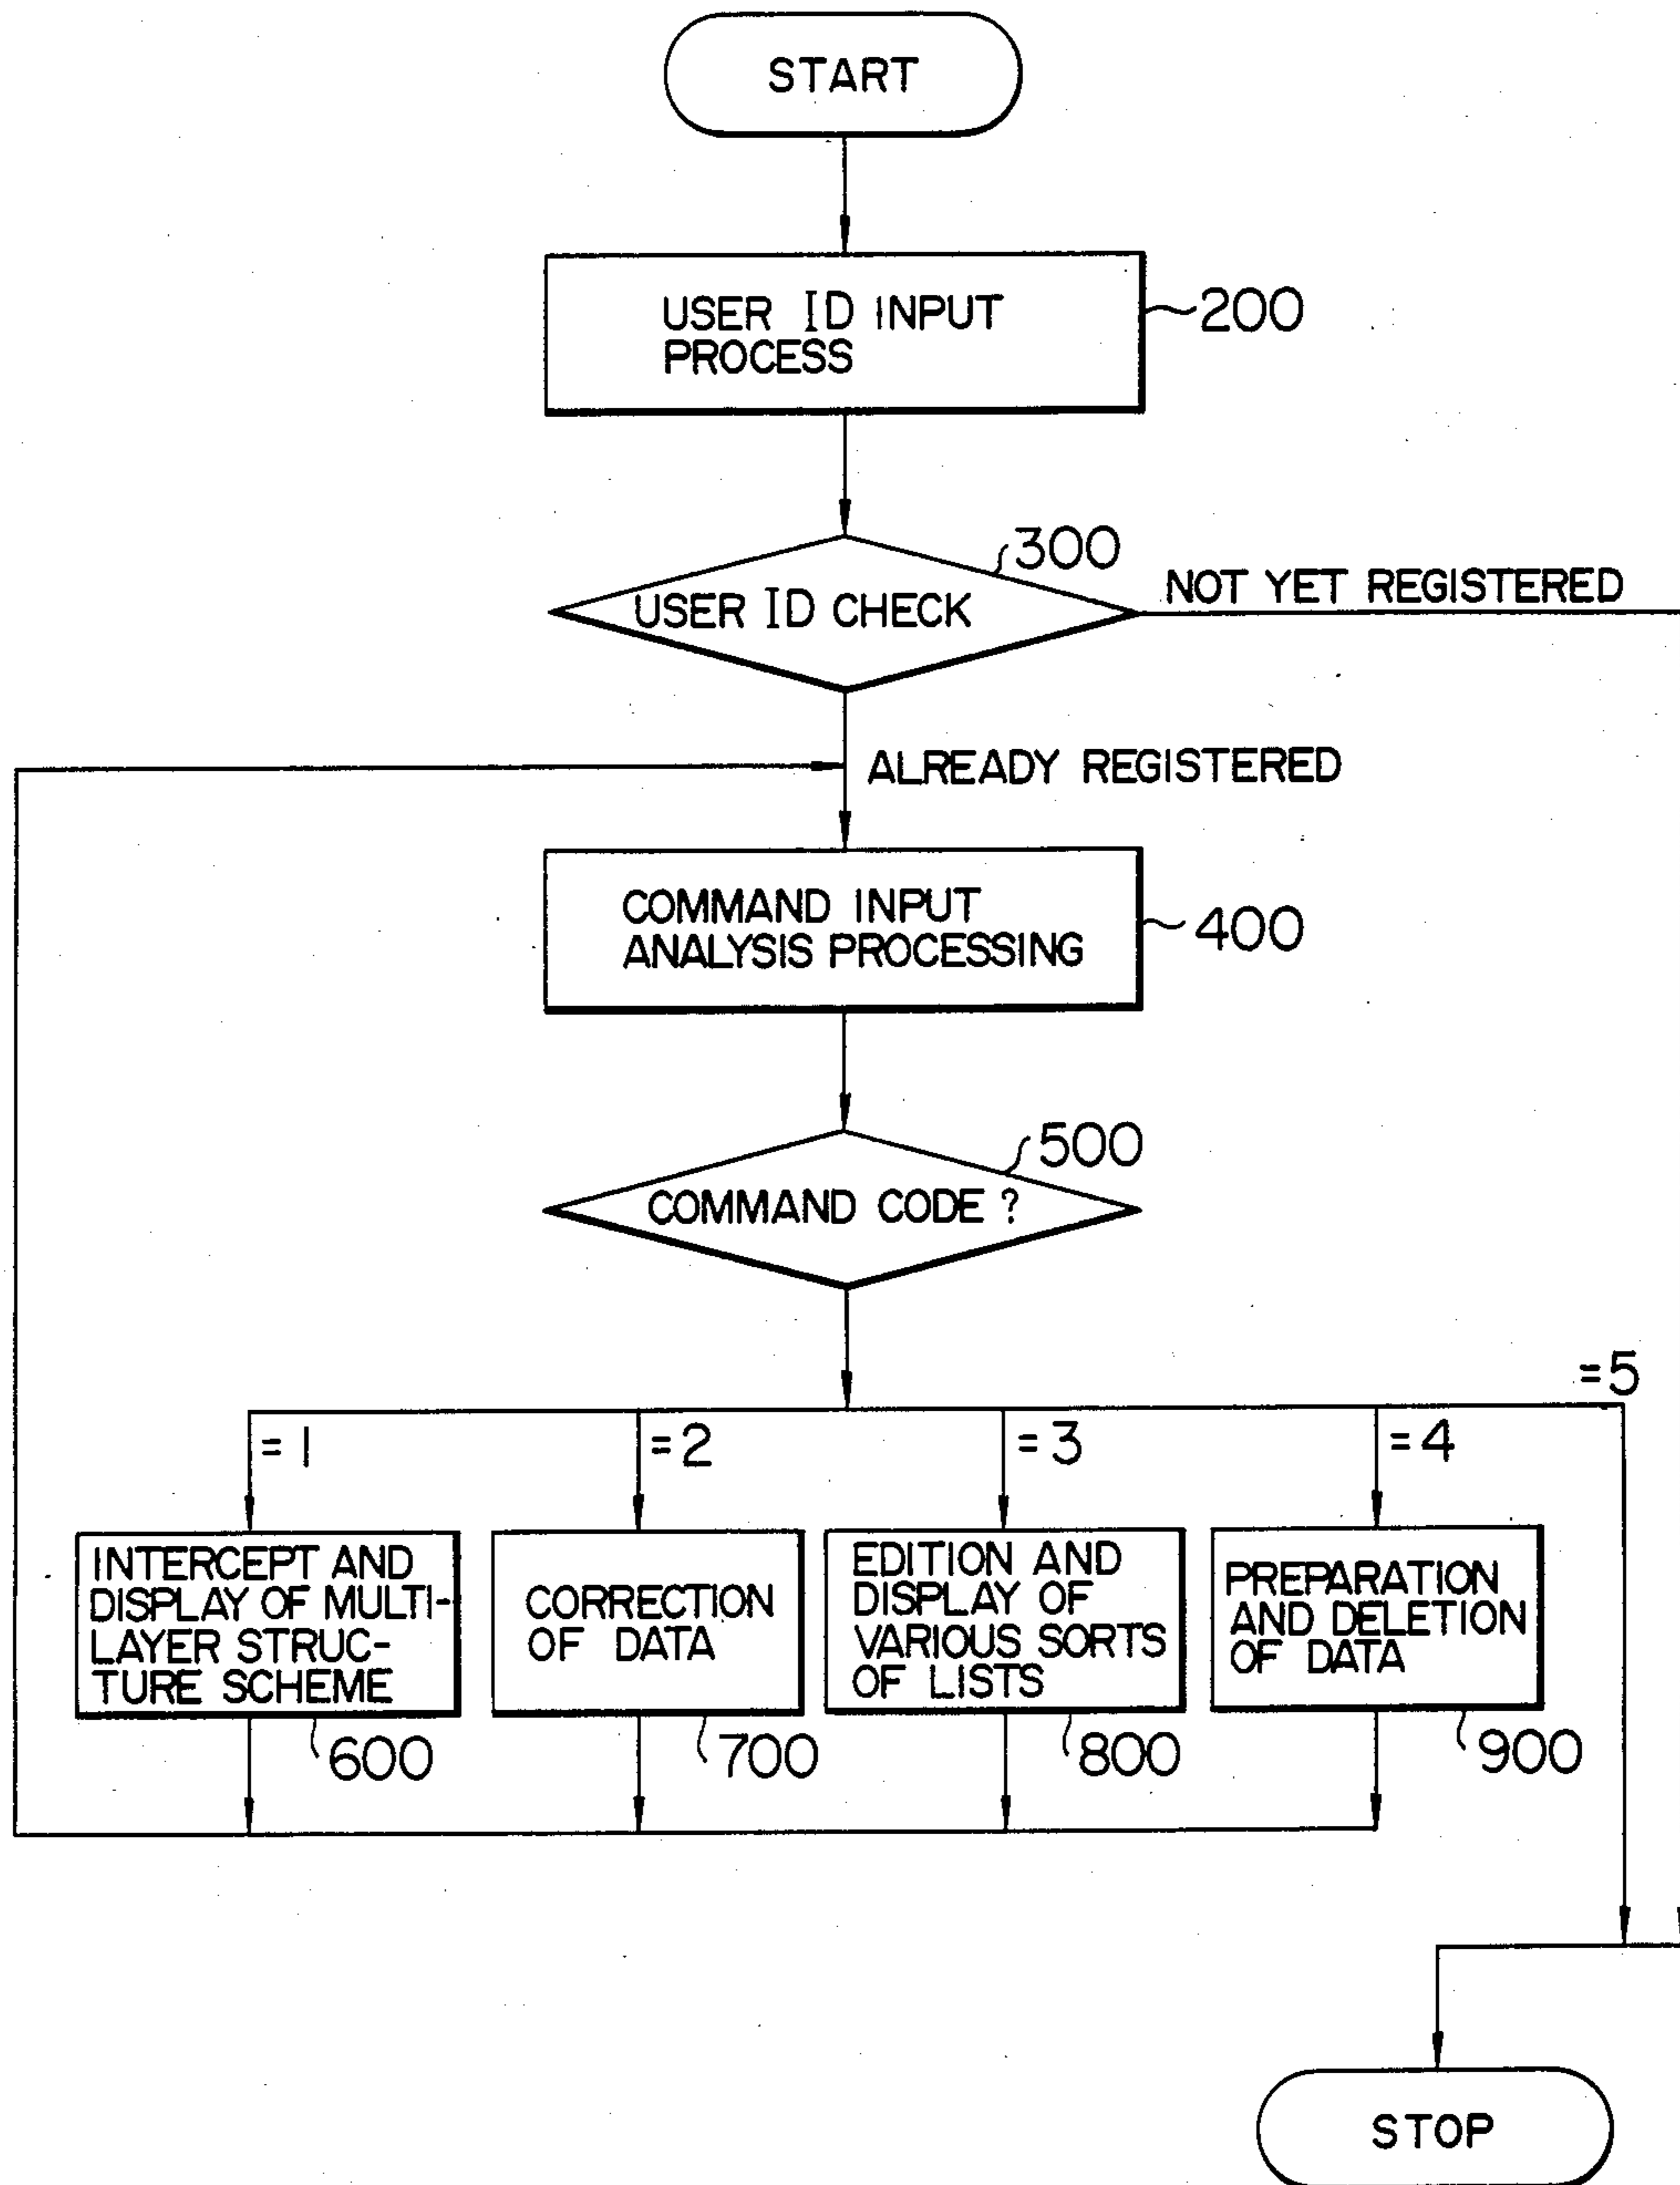 START
USER ID INPUT
PROCESS
200
300
USER ID CHECK
NOT YET REGISTERED
ALREADY REGISTERED
COMMAND INPUT
ANALYSIS PROCESSING
400
500
COMMAND CODE ?
=1
=2
=3
=4
=5
INTERCEPT AND
DISPLAY OF MULTI-
LAYER STRUC-
TURE SCHEME
600
CORRECTION
OF DATA
700
EDITION AND
DISPLAY OF
VARIOUS SORTS
OF LISTS
800
PREPARATION
AND DELETION
OF DATA
900
STOP